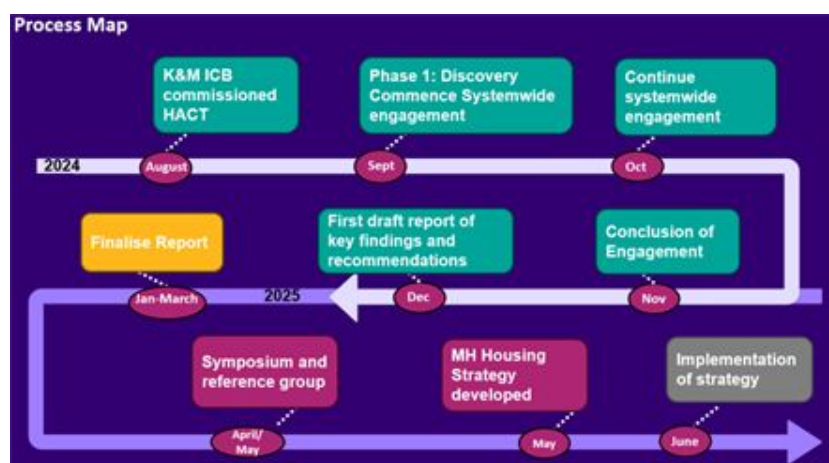 Process Map
K&M ICB
commissioned
HACT
Phase 1: Discovery
Commence Systemwide
engagement
Continue
systemwide
engagement
2024
August
Sept
Oct
Conclusion of
Engagement
First draft report of
key findings and
recommendations
Finalise Report
Nov
Dec
2025
Jan-March
Symposium and
reference group
MH Housing
Strategy
developed
Implementation
of strategy
April/
May
May
June